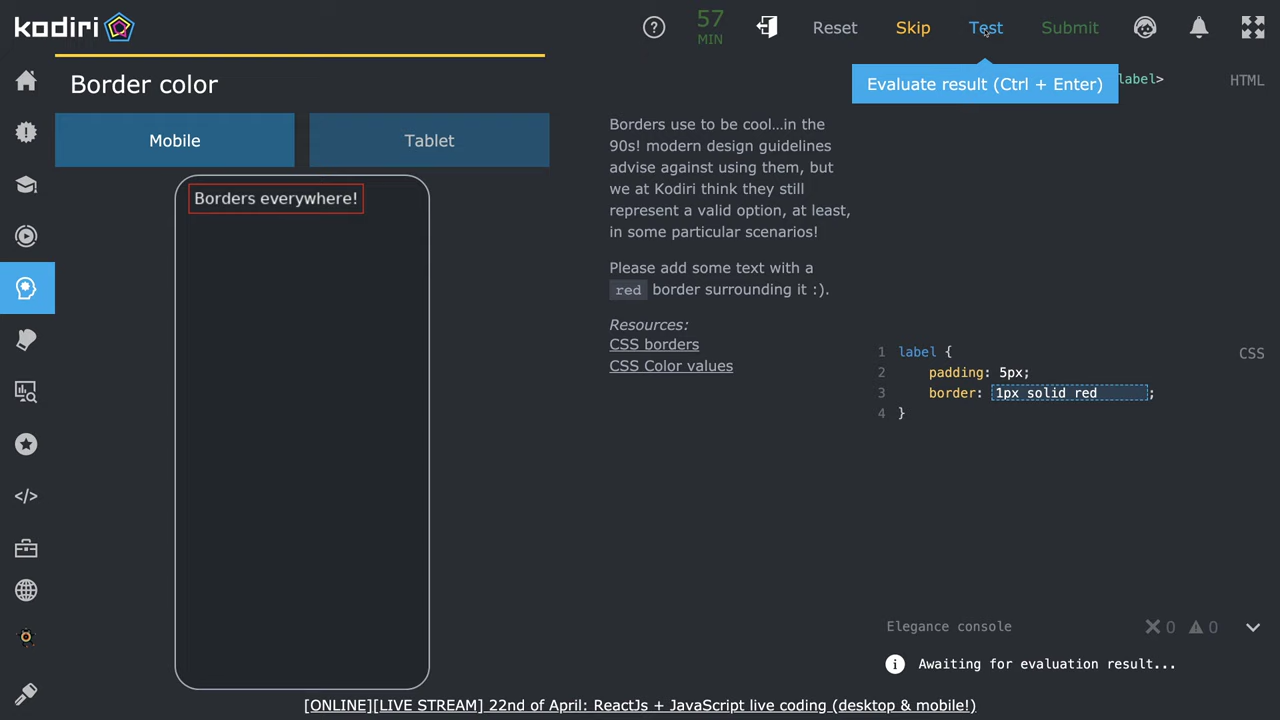 kodiri
57
MIN
Reset
Skip
Test
Submit
Evaluate result (Ctrl + Enter)
label>
HTML
Border color
Mobile
Tablet
Borders everywhere!
Borders use to be cool...in the
90s! modern design guidelines
advise against using them, but
we at Kodiri think they still
represent a valid option, at least,
in some particular scenarios!
Please add some text with a
red border surrounding it :).
Resources:
CSS borders
CSS Color values
CSS
1 label {
2 padding: 5px;
3 border: 1px solid red ;
4 }
Elegance console
0
0
Awaiting for evaluation result...
[ONLINE][LIVE STREAM] 22nd of April: ReactJs + JavaScript live coding (desktop & mobile!)